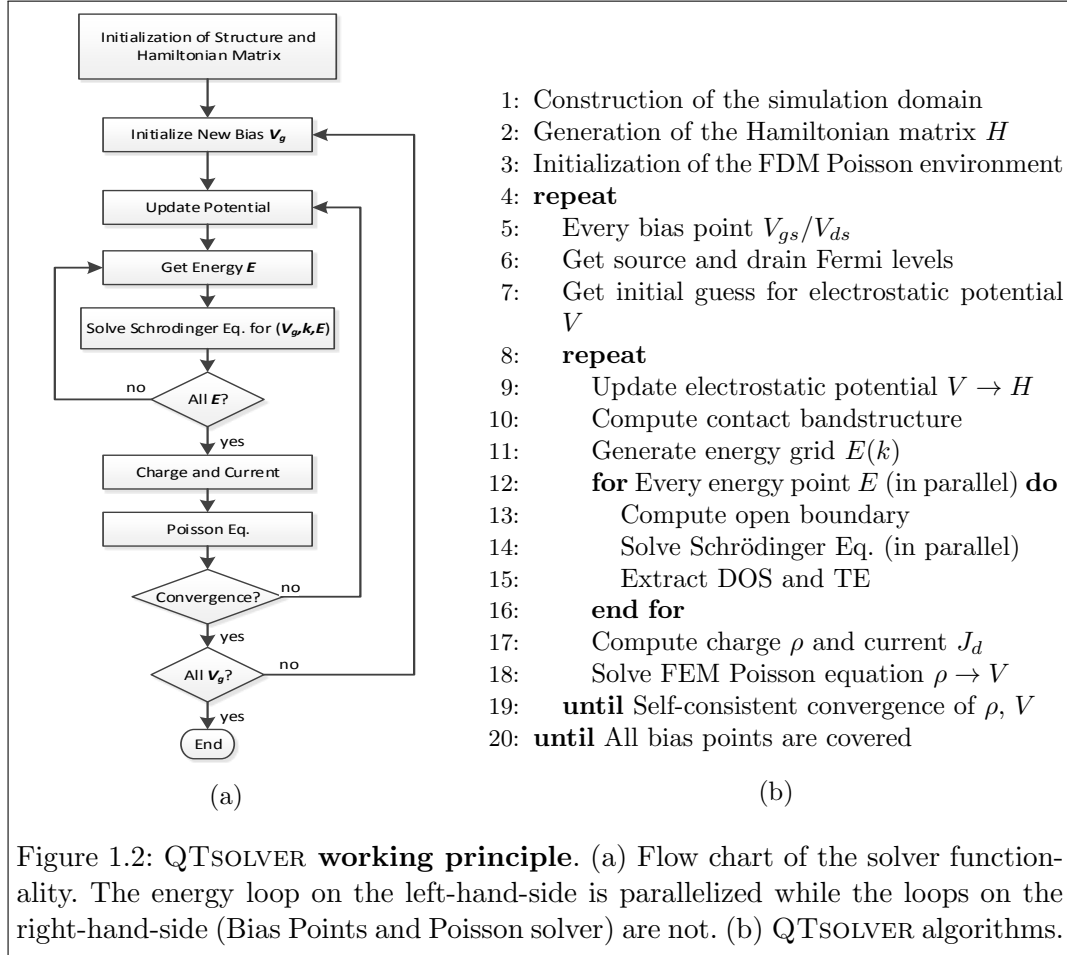 Initialization of Structure and
Hamiltonian Matrix
Initialize New Bias Vg
Update Potential
Get Energy E
Solve Schrodinger Eq. for (Vg,k,E)
no
All E?
yes
Charge and Current
Poisson Eq.
Convergence?
no
yes
All Vg?
no
yes
End
(a)
1: Construction of the simulation domain
2: Generation of the Hamiltonian matrix H
3: Initialization of the FDM Poisson environment
4: repeat
5: Every bias point Vgs/Vds
6: Get source and drain Fermi levels
7: Get initial guess for electrostatic potential
V
8: repeat
9: Update electrostatic potential V → H
10: Compute contact bandstructure
11: Generate energy grid E(k)
12: for Every energy point E (in parallel) do
13: Compute open boundary
14: Solve Schrödinger Eq. (in parallel)
15: Extract DOS and TE
16: end for
17: Compute charge ρ and current Jd
18: Solve FEM Poisson equation ρ → V
19: until Self-consistent convergence of ρ, V
20: until All bias points are covered
(b)
Figure 1.2: QTSOLVER working principle. (a) Flow chart of the solver function-
ality. The energy loop on the left-hand-side is parallelized while the loops on the
right-hand-side (Bias Points and Poisson solver) are not. (b) QTSOLVER algorithms.